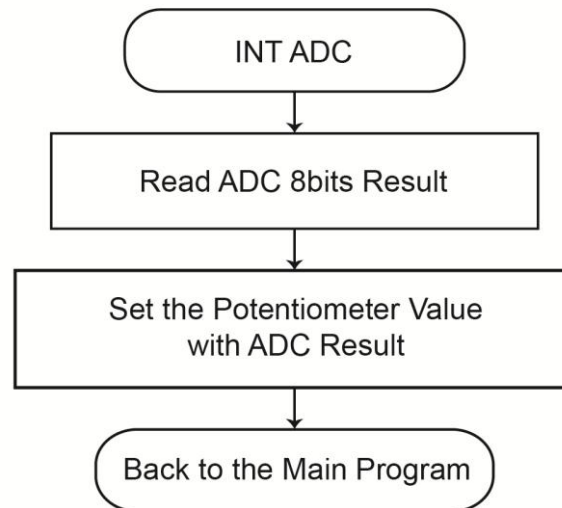 INT ADC
Read ADC 8bits Result
Set the Potentiometer Value
with ADC Result
Back to the Main Program